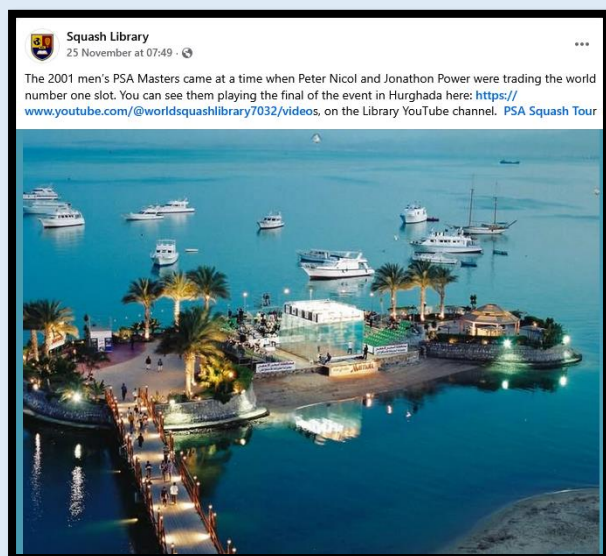 Squash Library
25 November at 07:49 ·
The 2001 men's PSA Masters came at a time when Peter Nicol and Jonathon Power were trading the world
number one slot. You can see them playing the final of the event in Hurghada here: https://
www.youtube.com/@worldsquashlibrary7032/videos, on the Library YouTube channel. PSA Squash Tour